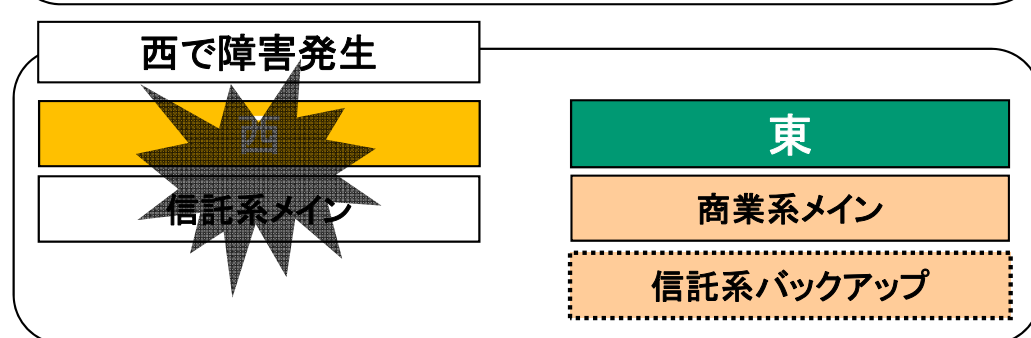 西で障害発生
西
東
信託系メイン
商業系メイン
信託系バックアップ